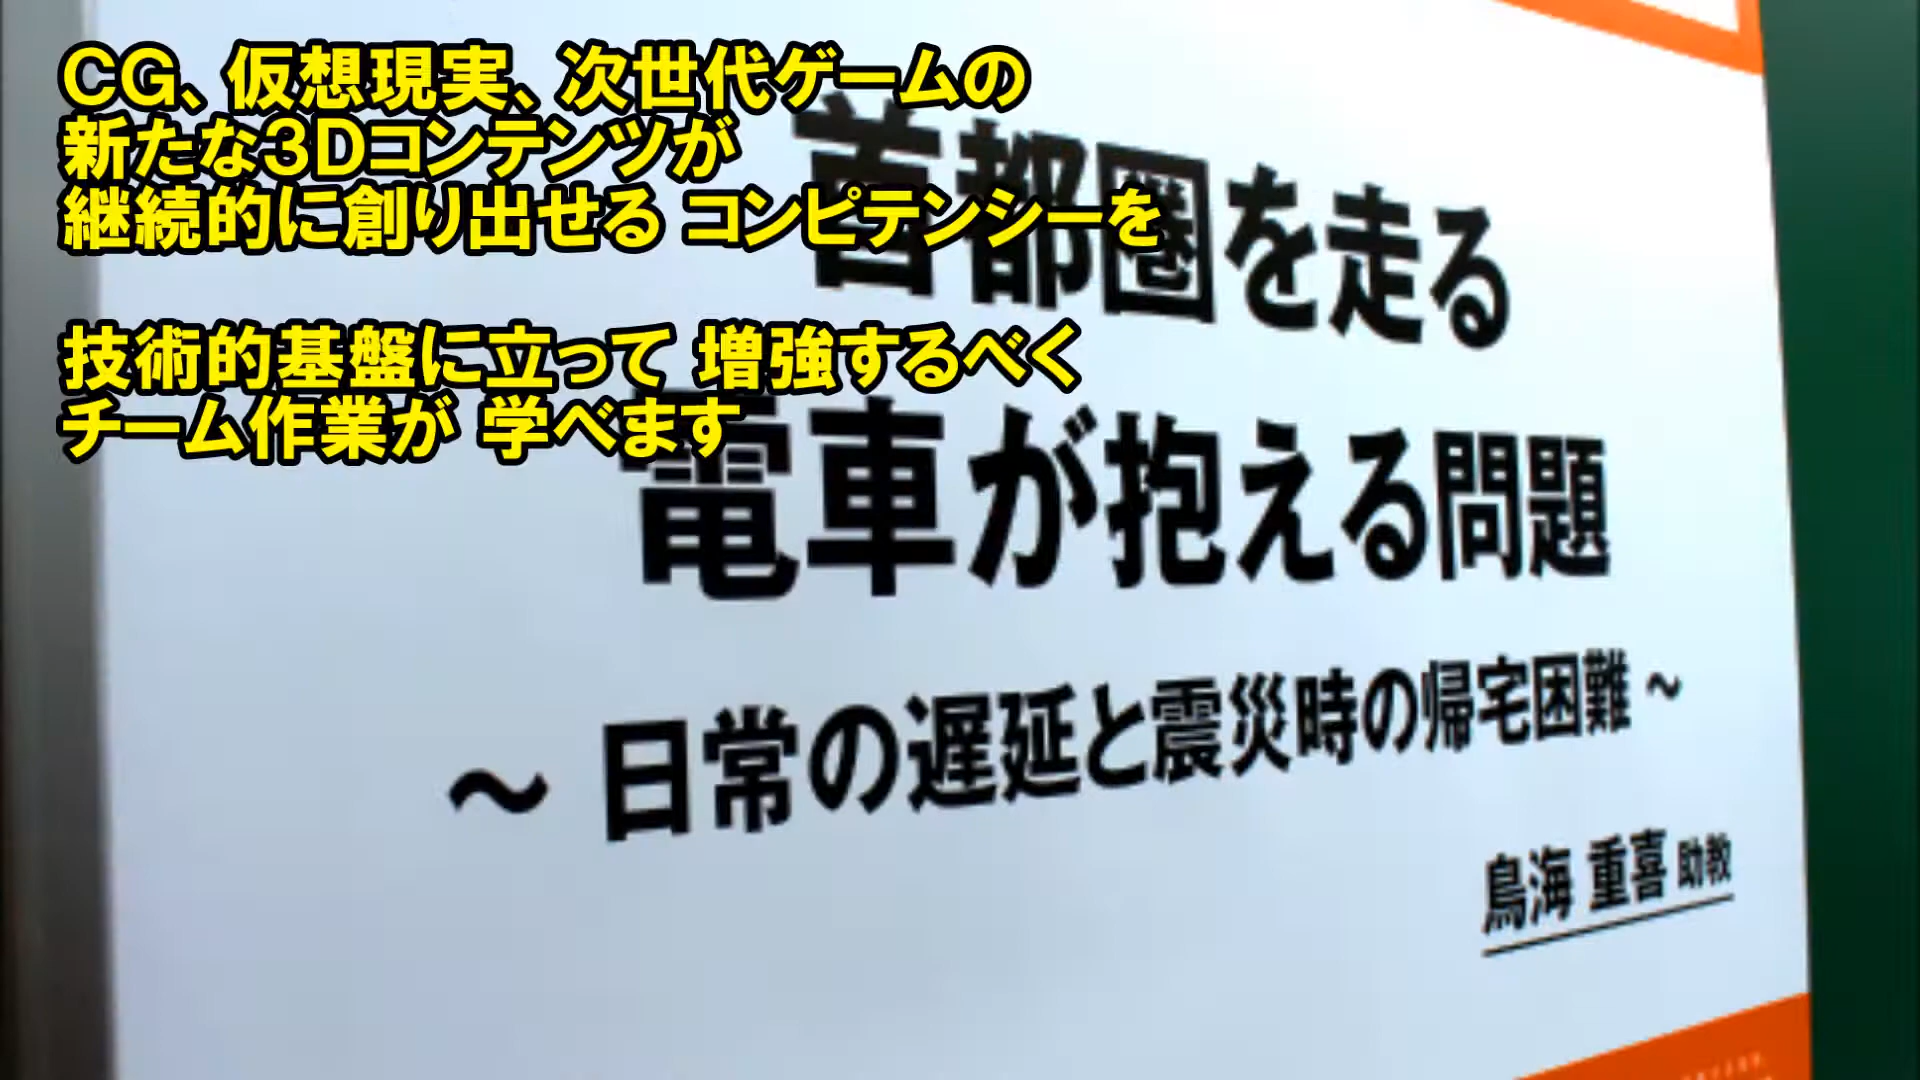 CG、仮想現実、次世代ゲームの
新たな3Dコンテンツが
継続的に創り出せる コンピテンシーを
技術的基盤に立って 増強するべく
チーム作業が 学べます
首都圏を走る
電車が抱える問題
～ 日常の遅延と震災時の帰宅困難 ～
鳥海 重喜 助教